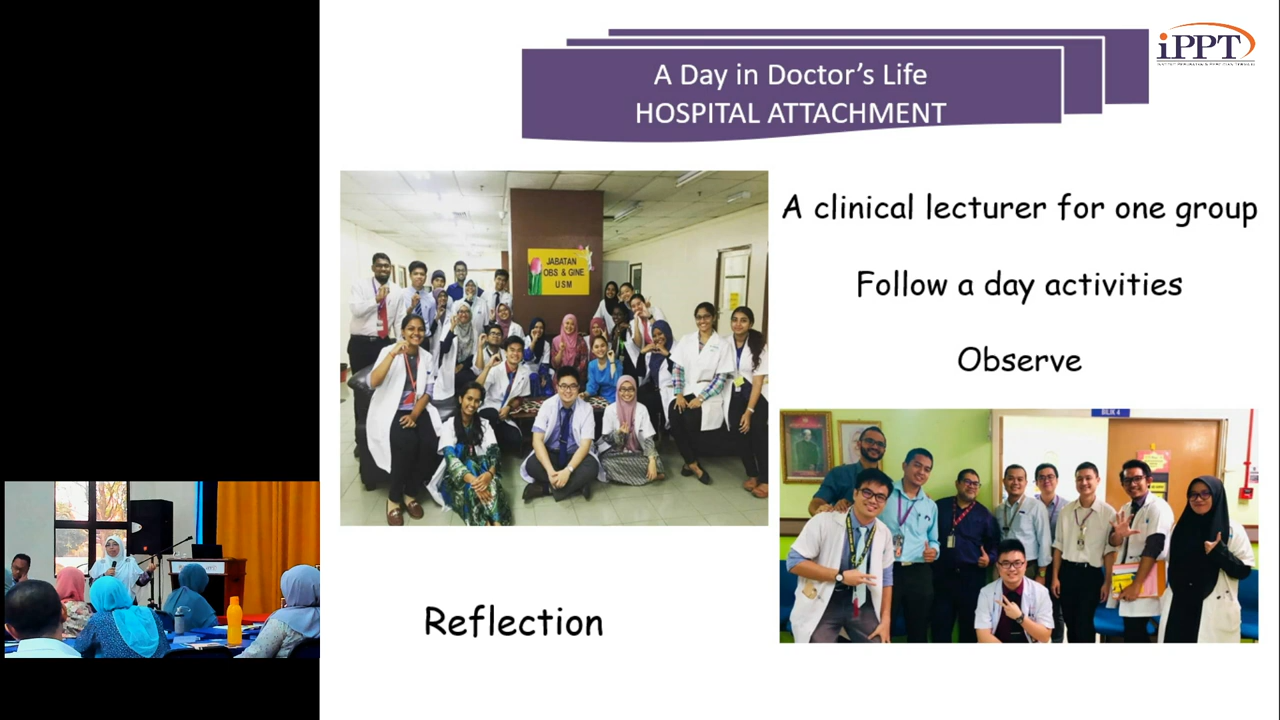 A Day in Doctor's Life
HOSPITAL ATTACHMENT
iPPT
JABATAN
OBS & GINE
USM
A clinical lecturer for one group
Follow a day activities
Observe
BILIK 4
Reflection